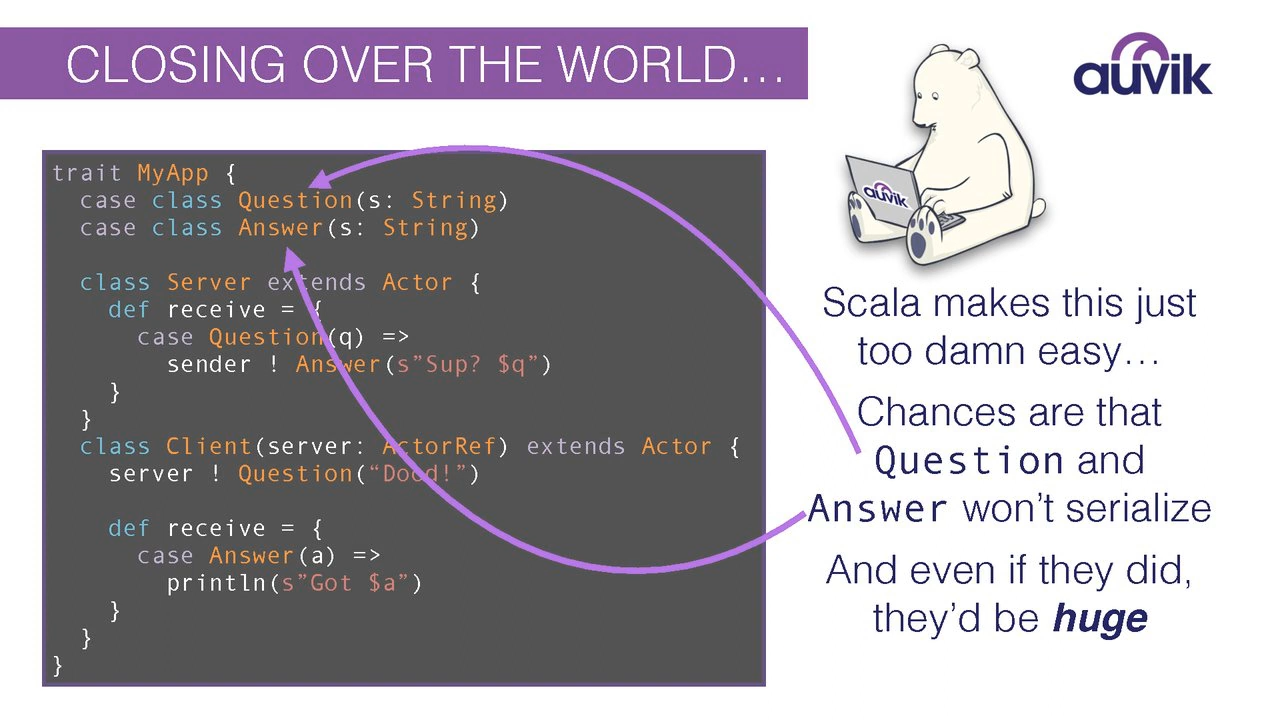 CLOSING OVER THE WORLD…
auvik
trait MyApp {
  case class Question(s: String)
  case class Answer(s: String)

  class Server extends Actor {
    def receive = {
      case Question(q) =>
        sender ! Answer(s”Sup? $q”)
    }
  }
  class Client(server: ActorRef) extends Actor {
    server ! Question(“Dood!”)

    def receive = {
      case Answer(a) =>
        println(s”Got $a”)
    }
  }
}
auvik
Scala makes this just
too damn easy…
Chances are that
Question and
Answer won’t serialize
And even if they did,
they’d be huge